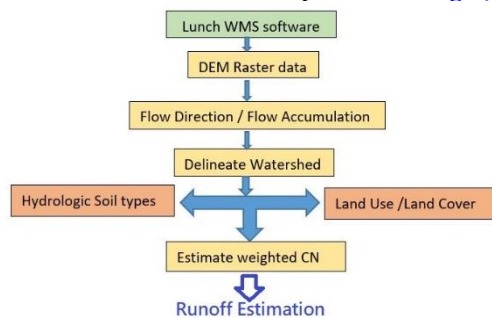 Lunch WMS software
DEM Raster data
Flow Direction / Flow Accumulation
Delineate Watershed
Hydrologic Soil types
Land Use /Land Cover
Estimate weighted CN
Runoff Estimation